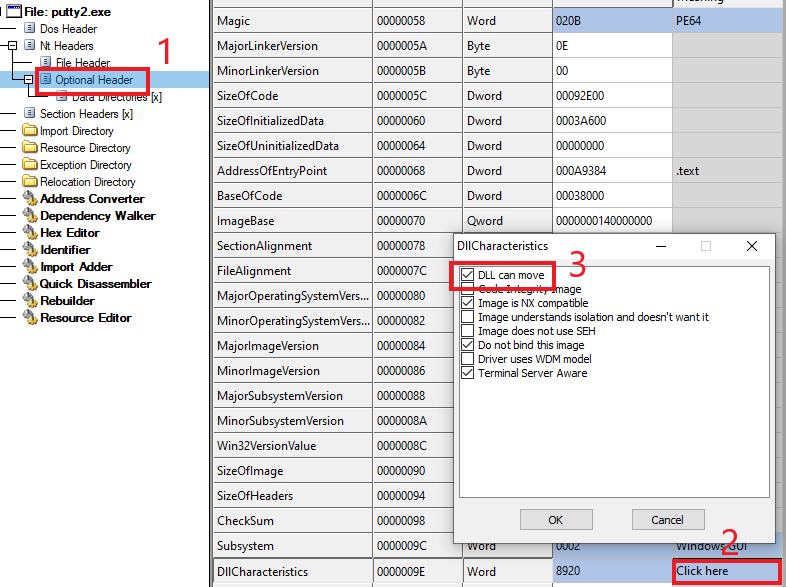 File: putty2.exe
Dos Header
Nt Headers
File Header
Optional Header
Data Directories [x]
Section Headers [x]
Import Directory
Resource Directory
Exception Directory
Relocation Directory
Address Converter
Dependency Walker
Hex Editor
Identifier
Import Adder
Quick Disassembler
Rebuilder
Resource Editor
1
Magic 00000058 Word 020B PE64
MajorLinkerVersion 0000005A Byte 0E
MinorLinkerVersion 0000005B Byte 00
SizeOfCode 0000005C Dword 00092E00
SizeOfInitializedData 00000060 Dword 0003A600
SizeOfUninitializedData 00000064 Dword 00000000
AddressOfEntryPoint 00000068 Dword 000A9384 .text
BaseOfCode 0000006C Dword 00038000
ImageBase 00000070 Qword 0000000140000000
SectionAlignment 00000078
FileAlignment 0000007C
MajorOperatingSystemVers... 00000080
MinorOperatingSystemVers... 00000082
MajorImageVersion 00000084
MinorImageVersion 00000086
MajorSubsystemVersion 00000088
MinorSubsystemVersion 0000008A
Win32VersionValue 0000008C
SizeOfImage 00000090
SizeOfHeaders 00000094
CheckSum 00000098
Subsystem 0000009C Word 0002 Windows GUI
DllCharacteristics 0000009E Word 8920 Click here
2
DllCharacteristics
DLL can move
3
Code Integrity Image
Image is NX compatible
Image understands isolation and doesn't want it
Image does not use SEH
Do not bind this image
Driver uses WDM model
Terminal Server Aware
OK Cancel